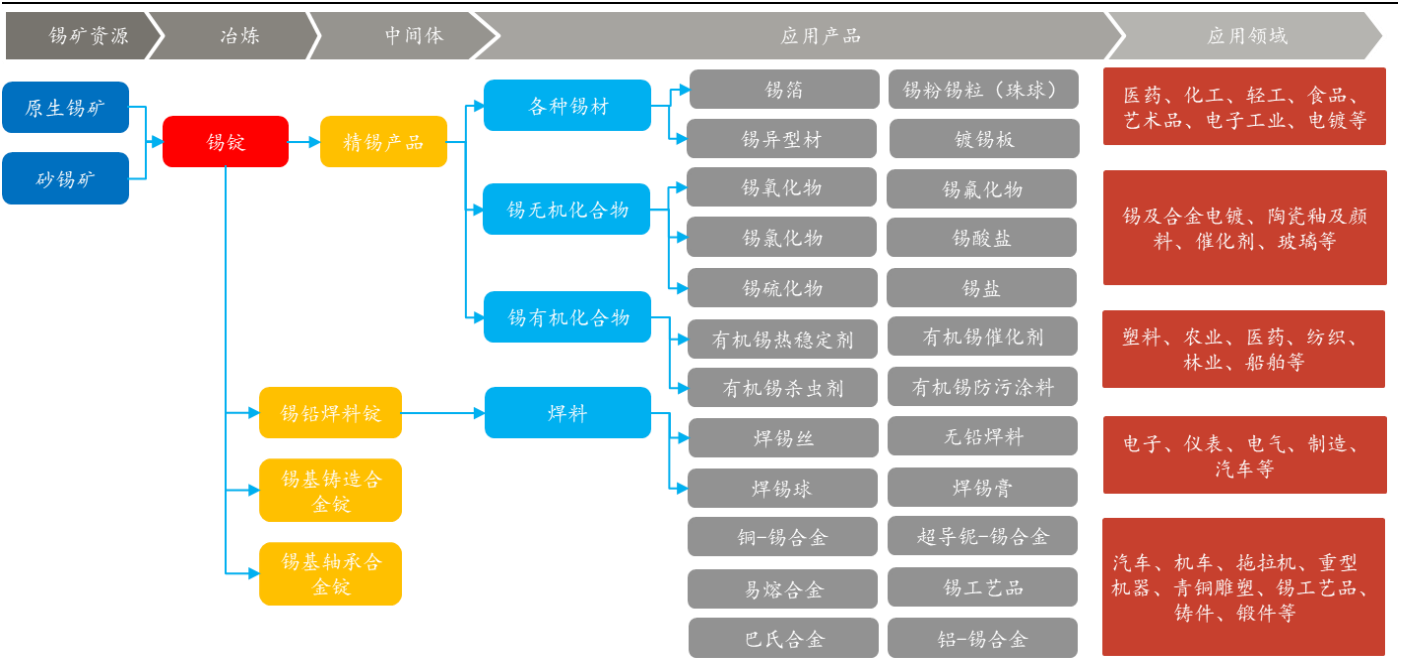 锡矿资源
冶炼
中间体
应用产品
应用领域
原生锡矿
砂锡矿
锡锭
精锡产品
锡铅焊料锭
锡基铸造合
金锭
锡基轴承合
金锭
各种锡材
锡无机化合物
锡有机化合物
焊料
锡箔
锡粉锡粒（珠球）
锡异型材
镀锡板
锡氧化物
锡氟化物
锡氯化物
锡酸盐
锡硫化物
锡盐
有机锡热稳定剂
有机锡催化剂
有机锡杀虫剂
有机锡防污涂料
焊锡丝
无铅焊料
焊锡球
焊锡膏
铜-锡合金
超导铌-锡合金
易熔合金
锡工艺品
巴氏合金
铝-锡合金
医药、化工、轻工、食品、
艺术品、电子工业、电镀等
锡及合金电镀、陶瓷釉及颜
料、催化剂、玻璃等
塑料、农业、医药、纺织、
林业、船舶等
电子、仪表、电气、制造、
汽车等
汽车、机车、拖拉机、重型
机器、青铜雕塑、锡工艺品、
铸件、锻件等